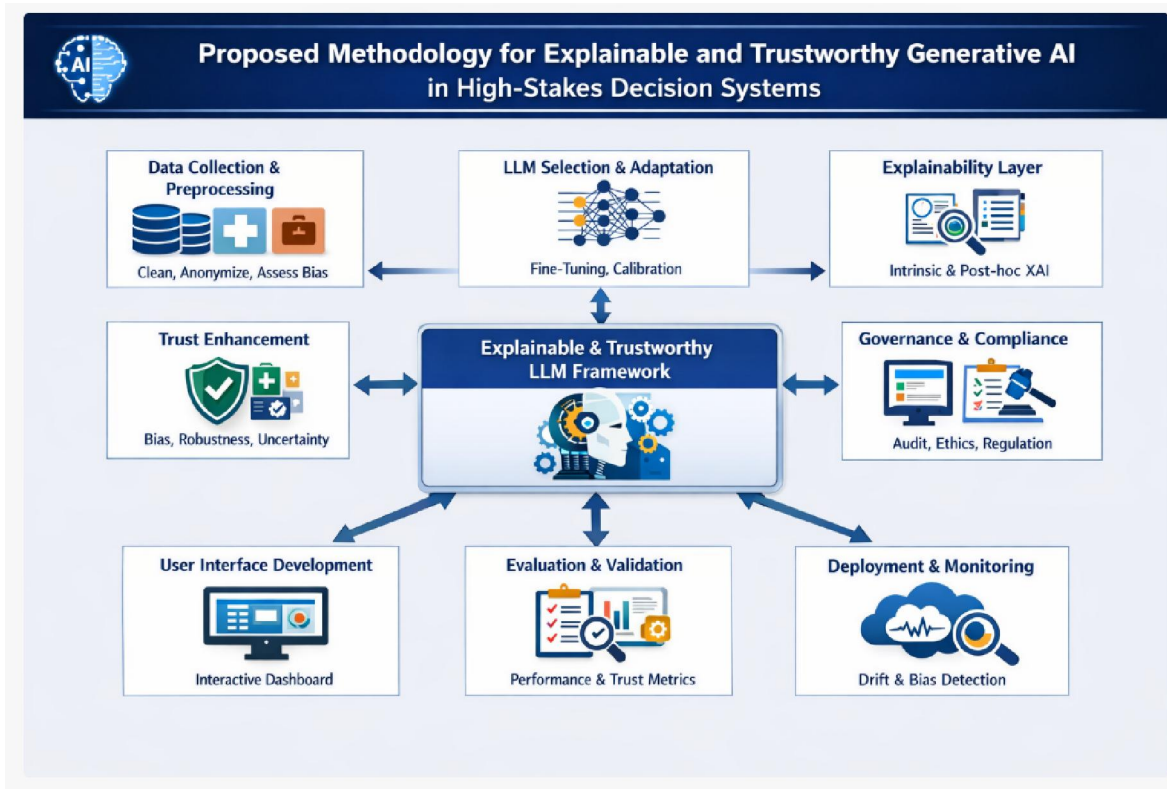 AI
Proposed Methodology for Explainable and Trustworthy Generative AI
in High-Stakes Decision Systems
Data Collection &
Preprocessing
Clean, Anonymize, Assess Bias
LLM Selection & Adaptation
Fine-Tuning, Calibration
Explainability Layer
Intrinsic & Post-hoc XAI
Trust Enhancement
Bias, Robustness, Uncertainty
Explainable & Trustworthy
LLM Framework
Governance & Compliance
Audit, Ethics, Regulation
User Interface Development
Interactive Dashboard
Evaluation & Validation
Performance & Trust Metrics
Deployment & Monitoring
Drift & Bias Detection